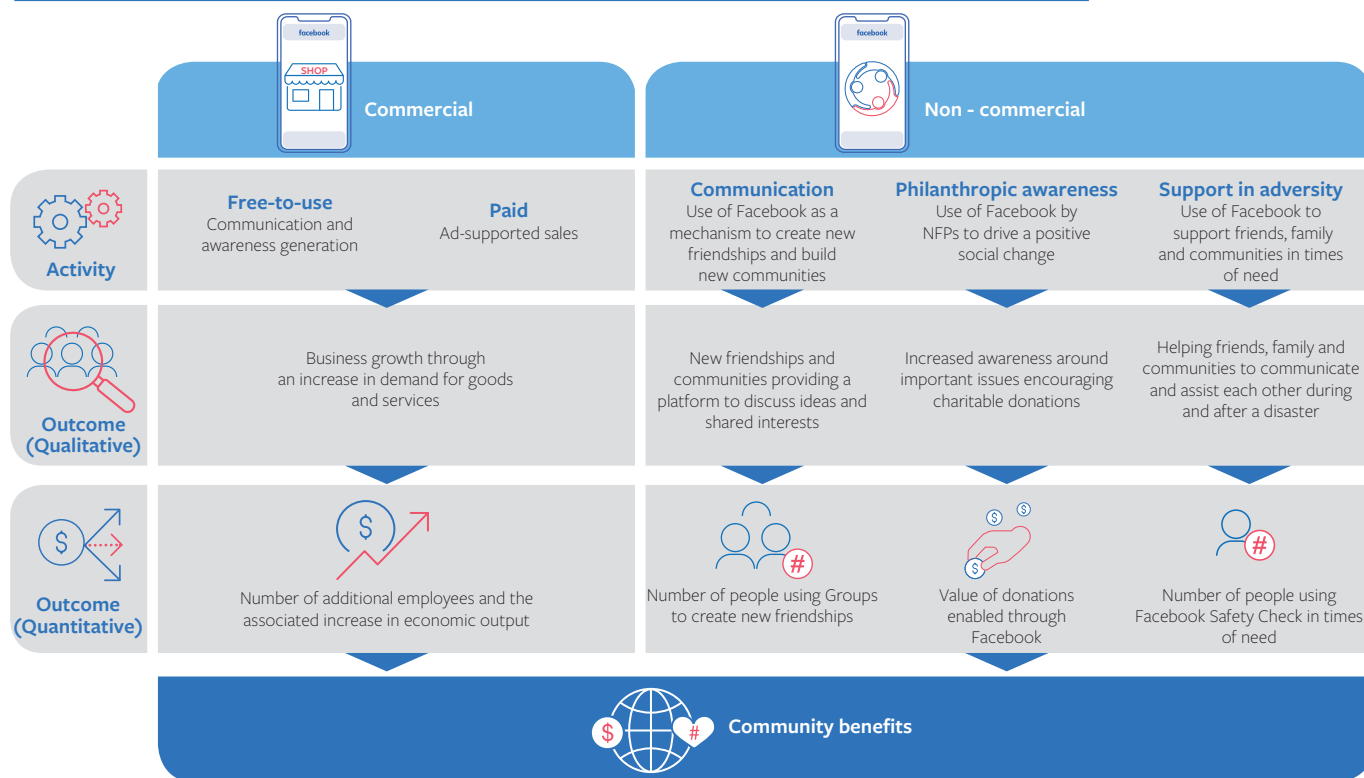 facebook
SHOP
Commercial
facebook
Non - commercial
Activity
Free-to-use
Communication and
awareness generation
Paid
Ad-supported sales
Communication
Use of Facebook as a
mechanism to create new
friendships and build
new communities
Philanthropic awareness
Use of Facebook by
NFPs to drive a positive
social change
Support in adversity
Use of Facebook to
support friends, family
and communities in times
of need
Outcome
(Qualitative)
Business growth through
an increase in demand for goods
and services
New friendships and
communities providing a
platform to discuss ideas and
shared interests
Increased awareness around
important issues encouraging
charitable donations
Helping friends, family and
communities to communicate
and assist each other during
and after a disaster
$
Outcome
(Quantitative)
$
Number of additional employees and the
associated increase in economic output
#
Number of people using Groups
to create new friendships
$
$
$
Value of donations
enabled through
Facebook
#
Number of people using
Facebook Safety Check in times
of need
$
#
Community benefits